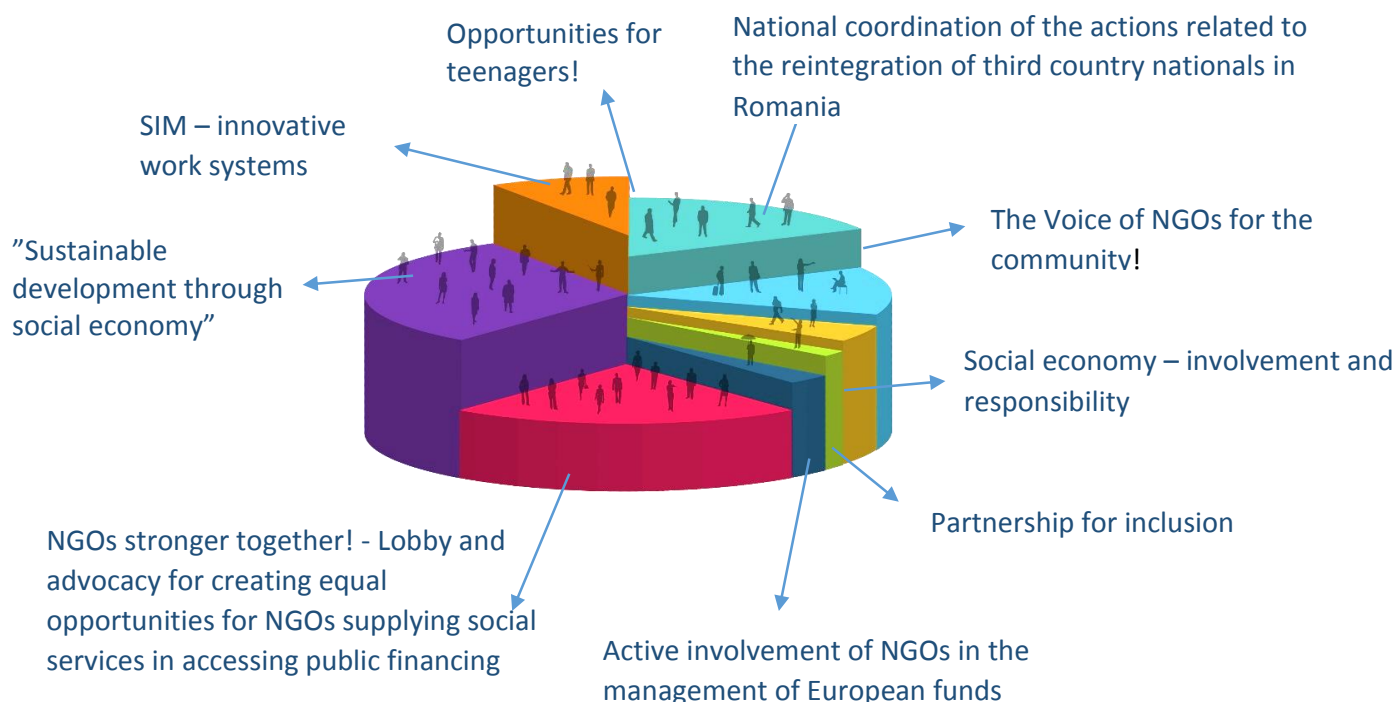 Opportunities for
teenagers!
National coordination of the actions related to
the reintegration of third country nationals in
Romania
SIM – innovative
work systems
The Voice of NGOs for the
community!
”Sustainable
development through
social economy”
Social economy – involvement and
responsibility
Partnership for inclusion
NGOs stronger together! - Lobby and
advocacy for creating equal
opportunities for NGOs supplying social
services in accessing public financing
Active involvement of NGOs in the
management of European funds